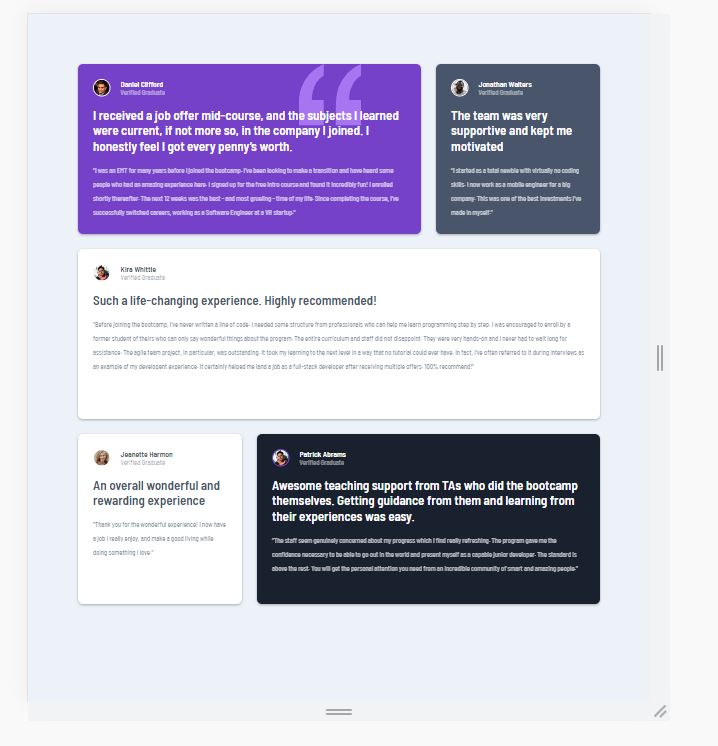 Daniel Clifford
Verified Graduate
I received a job offer mid-course, and the subjects I learned
were current, if not more so, in the company I joined. I
honestly feel I got every penny's worth.
"I was an EMT for many years before I joined the bootcamp. I've been looking to make a transition and have heard some
people who had an amazing experience here. I signed up for the free intro course and found it incredibly fun! I enrolled
shortly thereafter. The next 12 weeks was the best - and most grueling - time of my life. Since completing the course, I've
successfully switched careers, working as a Software Engineer at a VR startup."
Jonathan Walters
Verified Graduate
The team was very
supportive and kept me
motivated
"I started as a total newbie with virtually no coding
skills. I now work as a mobile engineer for a big
company. This was one of the best investments I've
made in myself."
Kira Whittle
Verified Graduate
Such a life-changing experience. Highly recommended!
"Before joining the bootcamp, I've never written a line of code. I needed some structure from professionals who can help me learn programming step by step. I was encouraged to enroll by a
former student of theirs who can only say wonderful things about the program. The entire curriculum and staff did not disappoint. They were very hands-on and I never had to wait long for
assistance. The agile team project, in particular, was outstanding. It took my learning to the next level in a way that no tutorial could ever have. In fact, I've often referred to it during interviews as
an example of my developent experience. It certainly helped me land a job as a full-stack developer after receiving multiple offers. 100% recommend!"
Jeanette Harmon
Verified Graduate
An overall wonderful and
rewarding experience
"Thank you for the wonderful experience! I now have
a job I really enjoy, and make a good living while
doing something I love."
Patrick Abrams
Verified Graduate
Awesome teaching support from TAs who did the bootcamp
themselves. Getting guidance from them and learning from
their experiences was easy.
"The staff seem genuinely concerned about my progress which I find really refreshing. The program gave me the
confidence necessary to be able to go out in the world and present myself as a capable junior developer. The standard is
above the rest. You will get the personal attention you need from an incredible community of smart and amazing people."